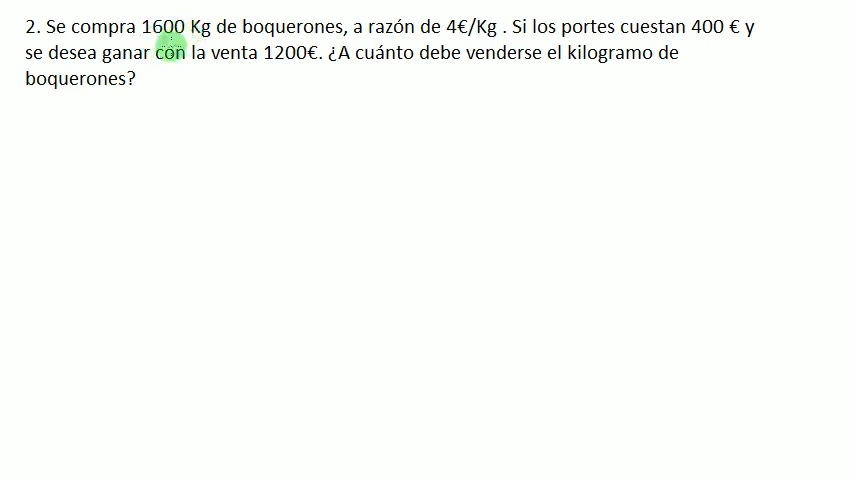 2. Se compra 1600 Kg de boquerones, a razón de 4€/Kg . Si los portes cuestan 400 € y
se desea ganar con la venta 1200€. ¿A cuánto debe venderse el kilogramo de
boquerones?